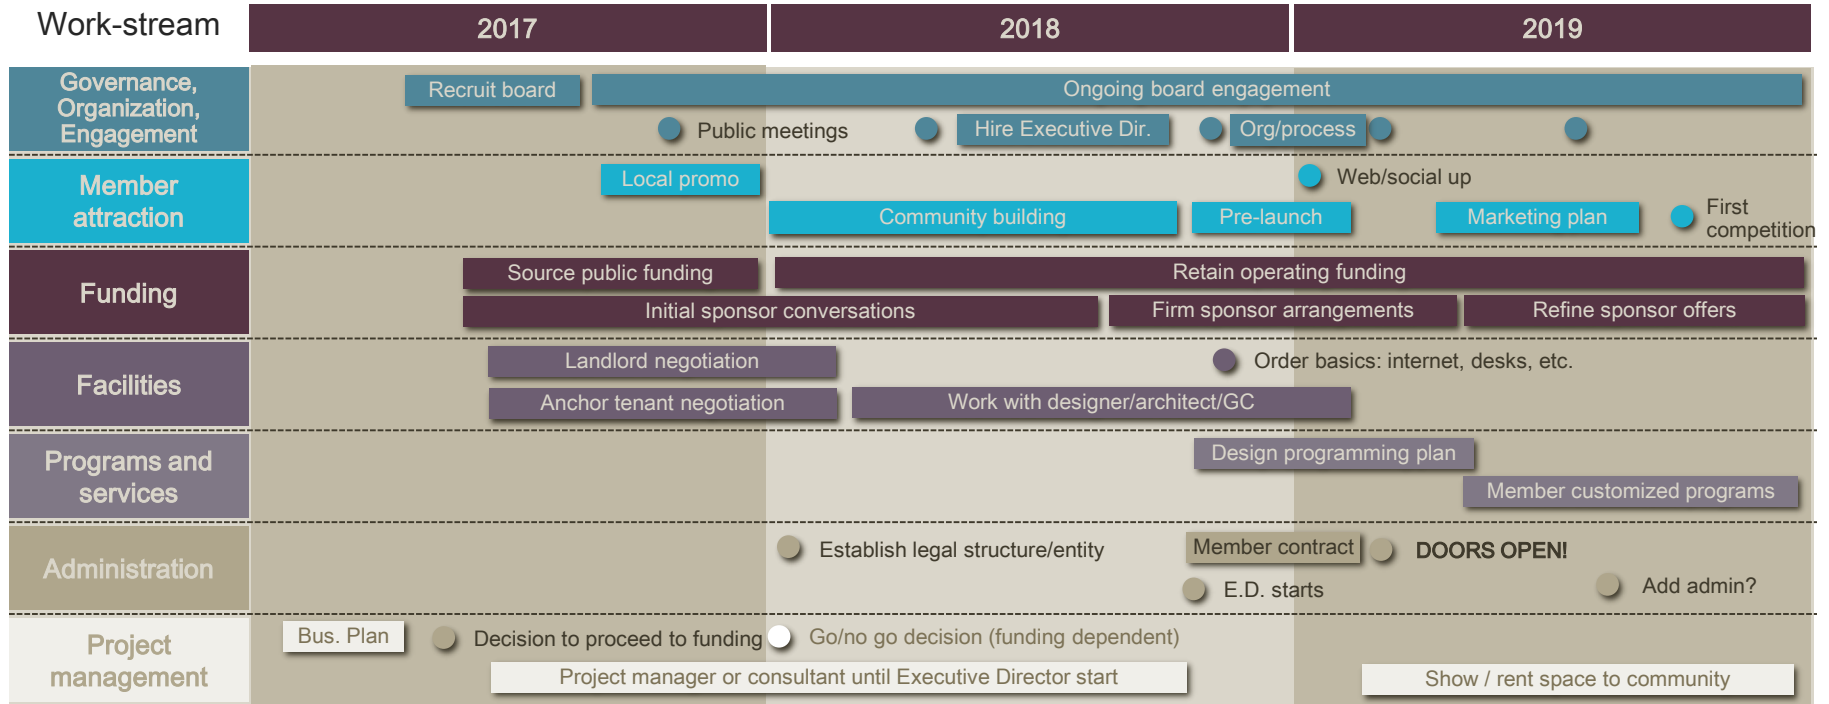 Work-stream
2017
2018
2019
Governance,
Organization,
Engagement
Recruit board
Ongoing board engagement
Public meetings
Hire Executive Dir.
Org/process
Member
attraction
Local promo
Web/social up
Community building
Pre-launch
Marketing plan
First
competition
Funding
Source public funding
Retain operating funding
Initial sponsor conversations
Firm sponsor arrangements
Refine sponsor offers
Facilities
Landlord negotiation
Order basics: internet, desks, etc.
Anchor tenant negotiation
Work with designer/architect/GC
Programs and
services
Design programming plan
Member customized programs
Administration
Establish legal structure/entity
Member contract
DOORS OPEN!
E.D. starts
Add admin?
Project
management
Bus. Plan
Decision to proceed to funding
Go/no go decision (funding dependent)
Project manager or consultant until Executive Director start
Show / rent space to community